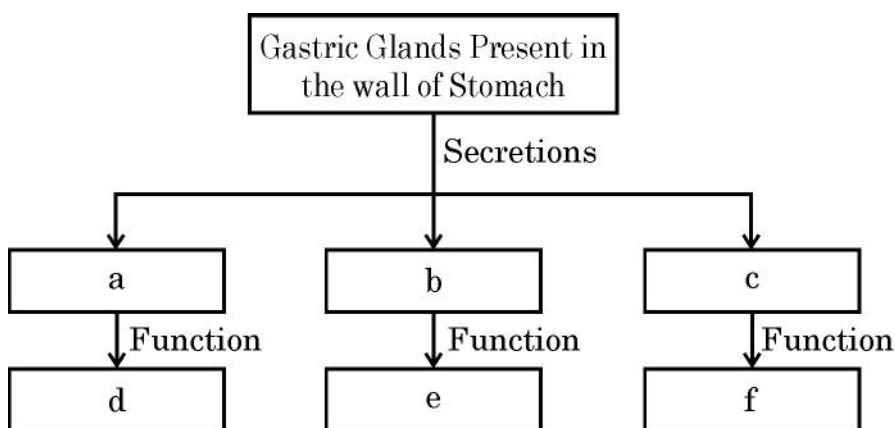 Gastric Glands Present in
the wall of Stomach
Secretions
a
b
c
Function
Function
Function
d
e
f